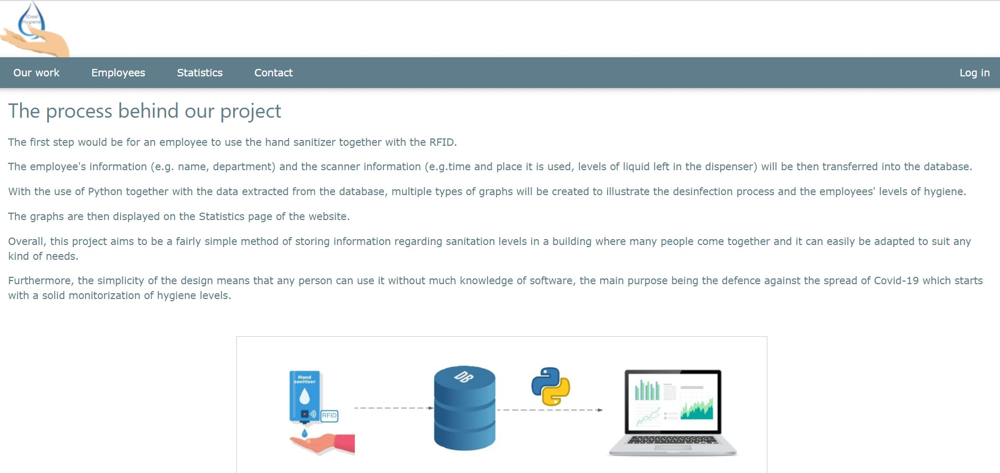 IDeal
Hygiene
Our work Employees Statistics Contact Log in
The process behind our project
The first step would be for an employee to use the hand sanitizer together with the RFID.
The employee's information (e.g. name, department) and the scanner information (e.g.time and place it is used, levels of liquid left in the dispenser) will be then transferred into the database.
With the use of Python together with the data extracted from the database, multiple types of graphs will be created to illustrate the desinfection process and the employees' levels of hygiene.
The graphs are then displayed on the Statistics page of the website.
Overall, this project aims to be a fairly simple method of storing information regarding sanitation levels in a building where many people come together and it can easily be adapted to suit any
kind of needs.
Furthermore, the simplicity of the design means that any person can use it without much knowledge of software, the main purpose being the defence against the spread of Covid-19 which starts
with a solid monitorization of hygiene levels.
Hand
sanitizer
RFID
DB